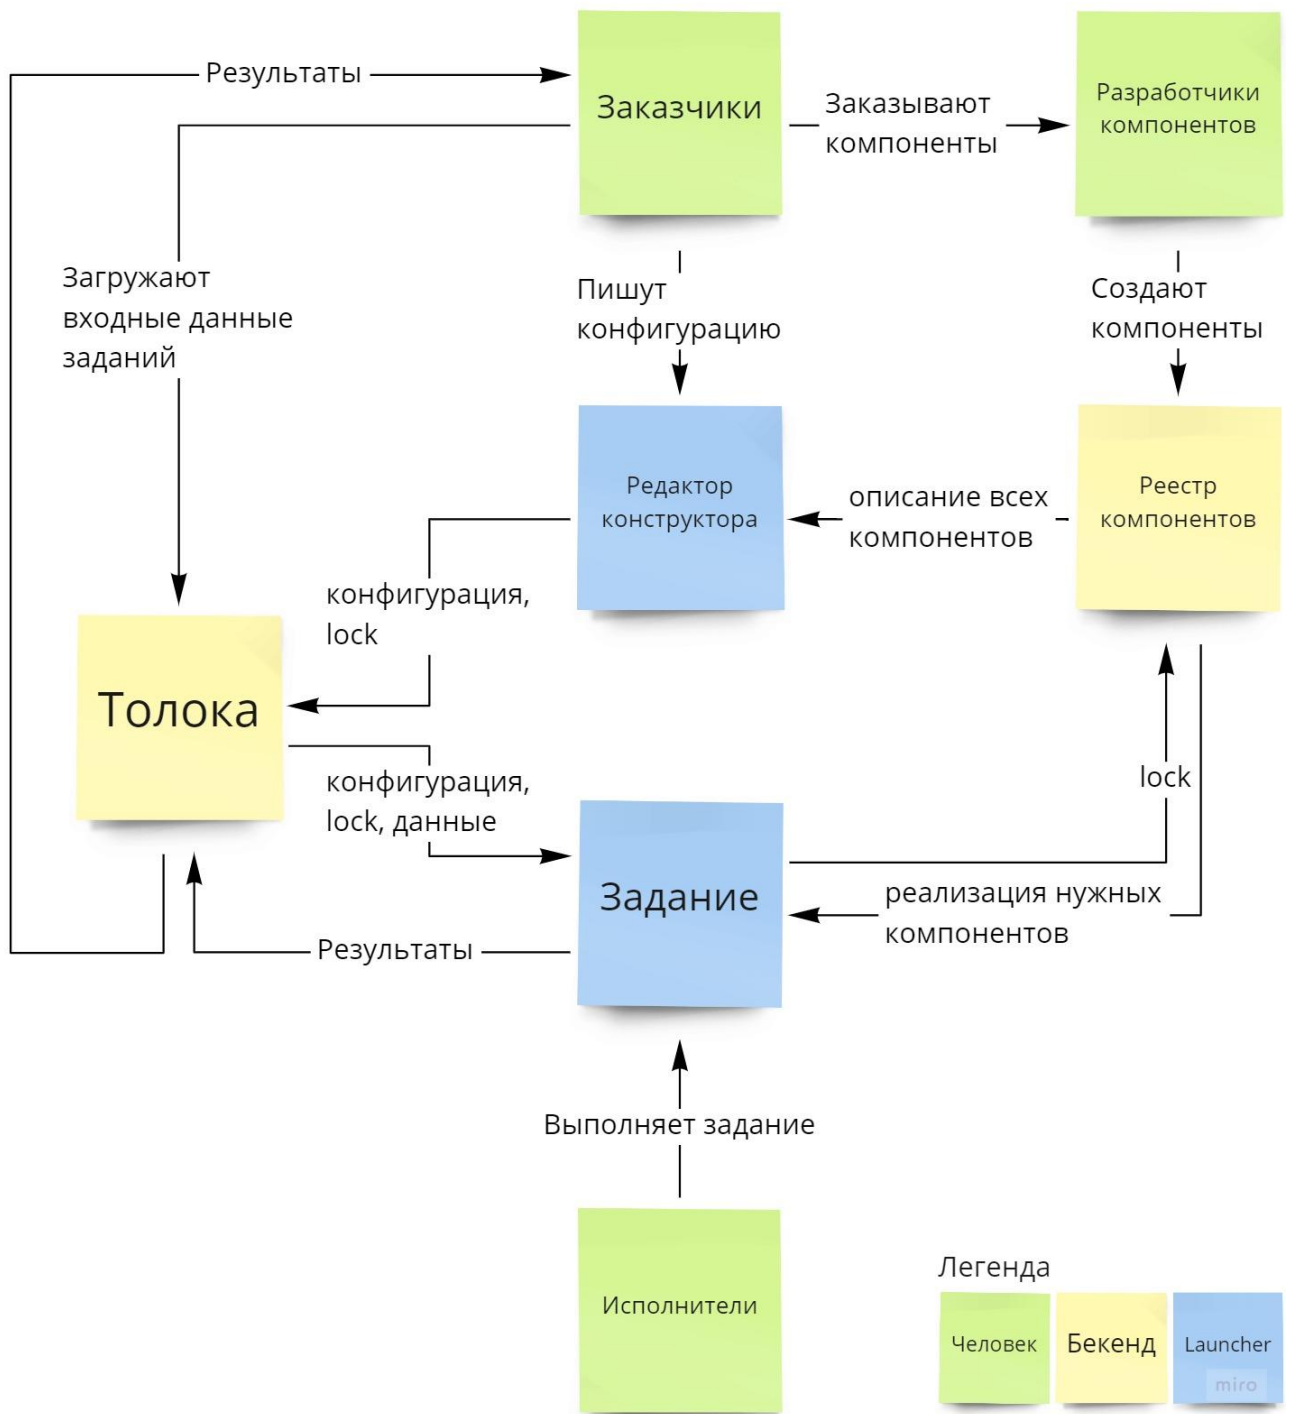 Результаты
Заказчики
Заказывают
компоненты
Разработчики
компонентов
Загружают
входные данные
заданий
Пишут
конфигурацию
Создают
компоненты
Редактор
конструктора
описание всех
компонентов
Реестр
компонентов
конфигурация,
lock
Толока
конфигурация,
lock, данные
lock
Задание
реализация нужных
компонентов
Результаты
Выполняет задание
Исполнители
Легенда
Человек
Бекенд
Launcher
miro